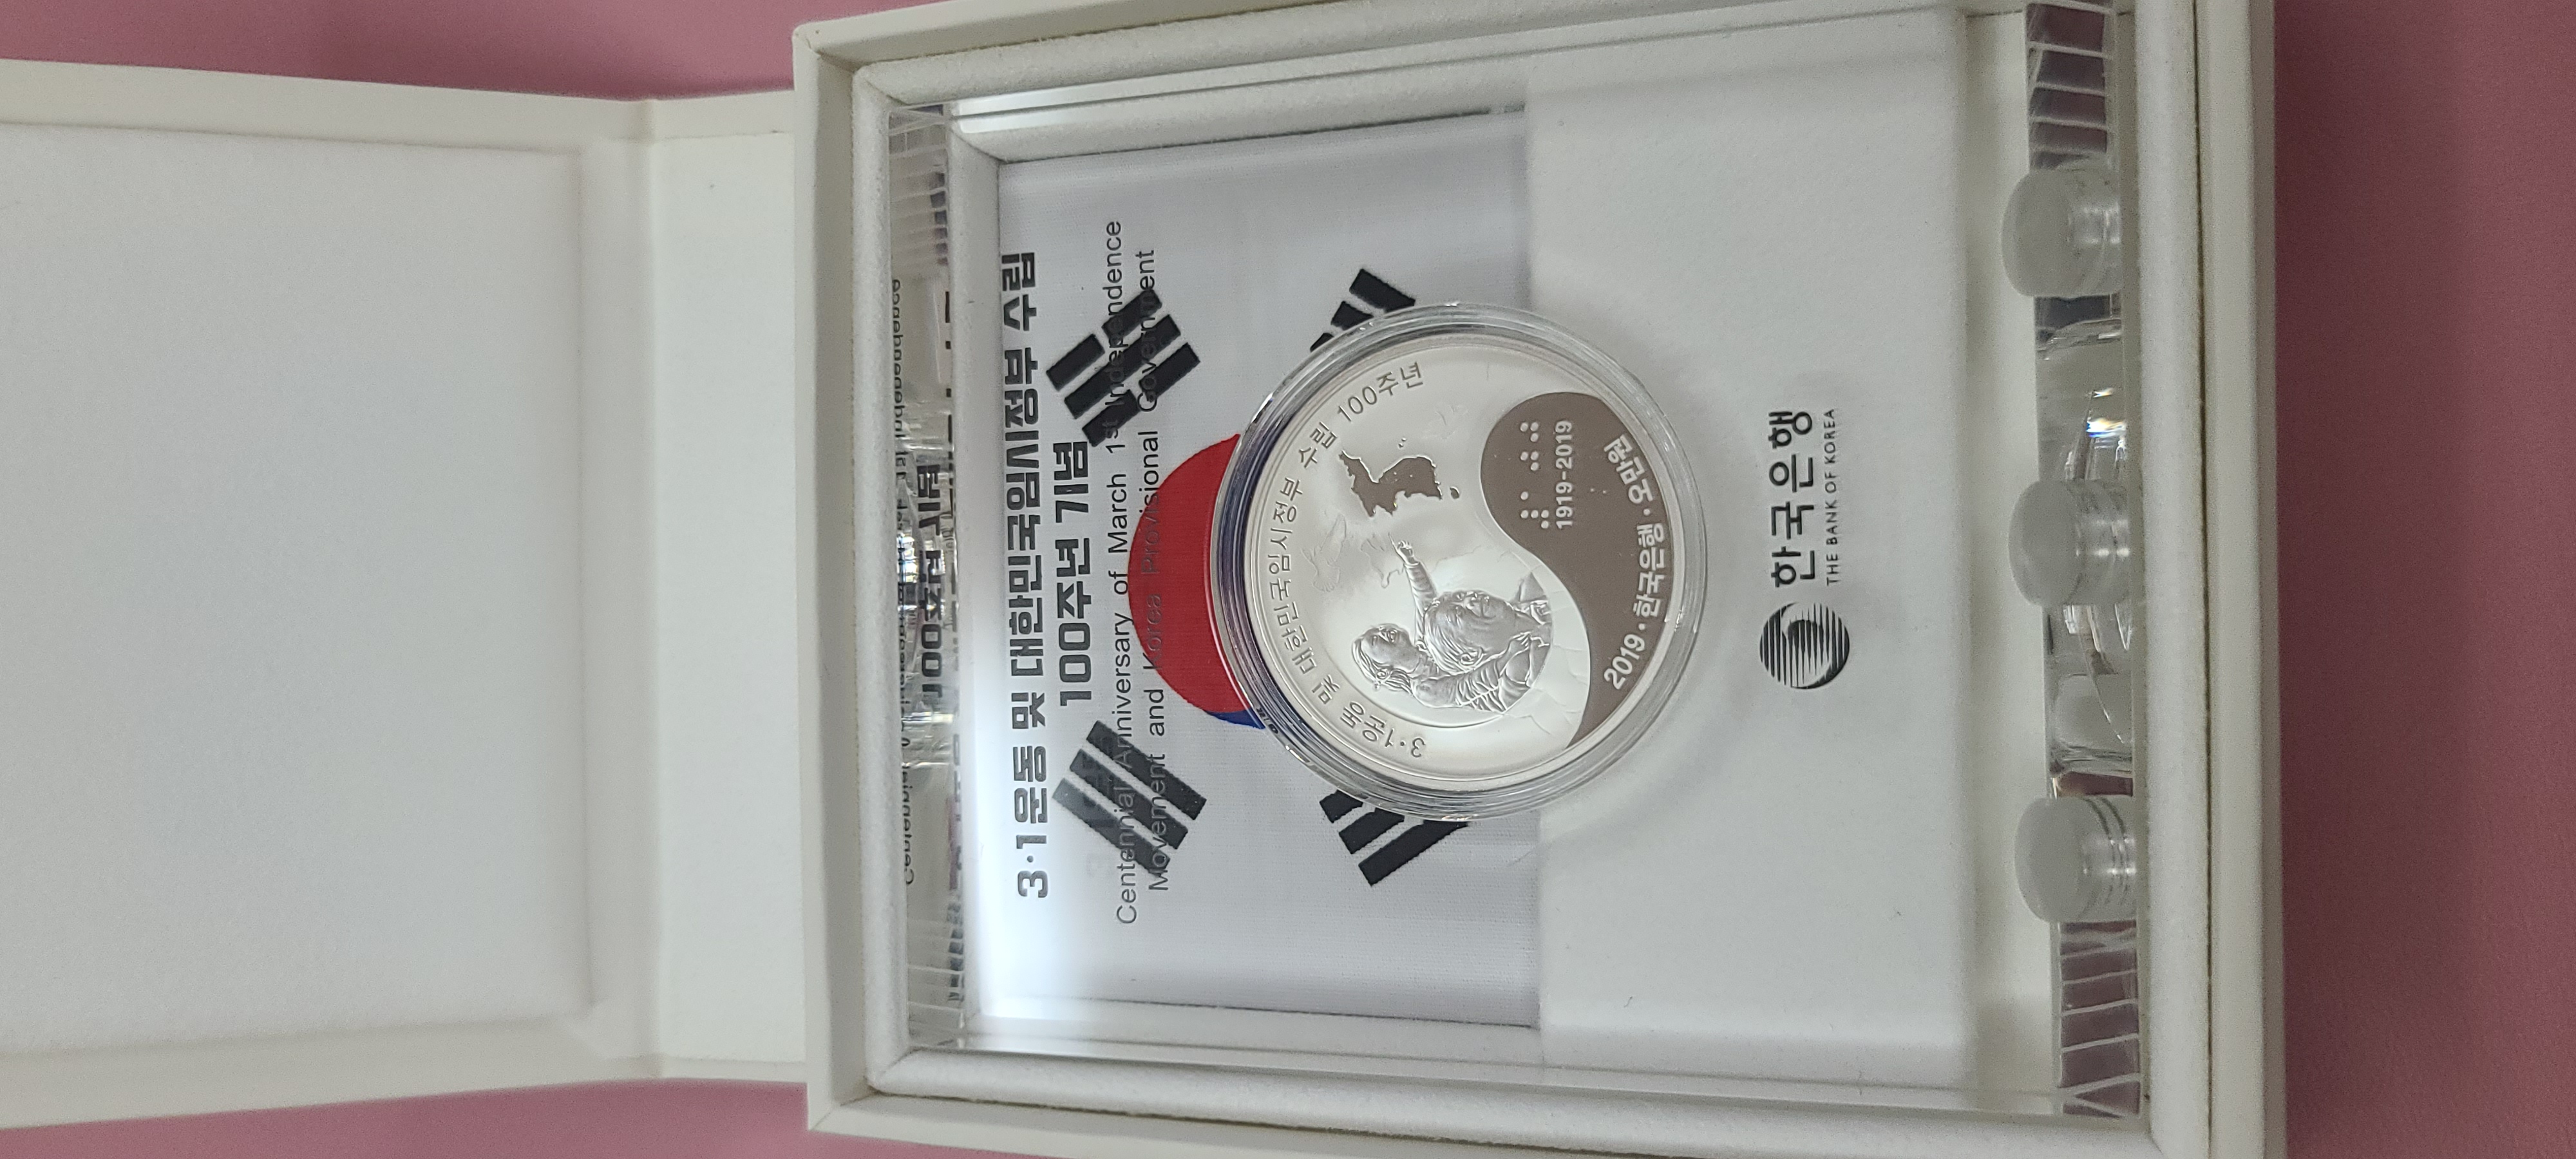 3·1운동 및 대한민국임시정부 수립
100주년 기념
Centennial Anniversary of March 1st Independence
Movement and Korea Provisional Government
3·1운동 및 대한민국임시정부 수립 100주년
1919-2019
2019·한국은행·오만원
한국은행
THE BANK OF KOREA